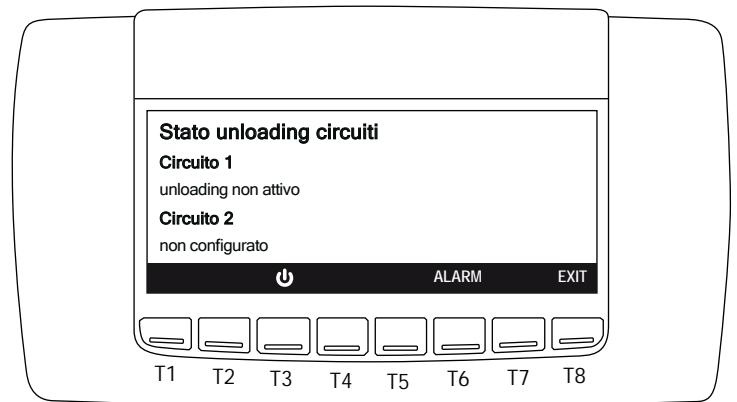 Stato unloading circuiti
Circuito 1
unloading non attivo
Circuito 2
non configurato
ALARM EXIT
T1 T2 T3 T4 T5 T6 T7 T8